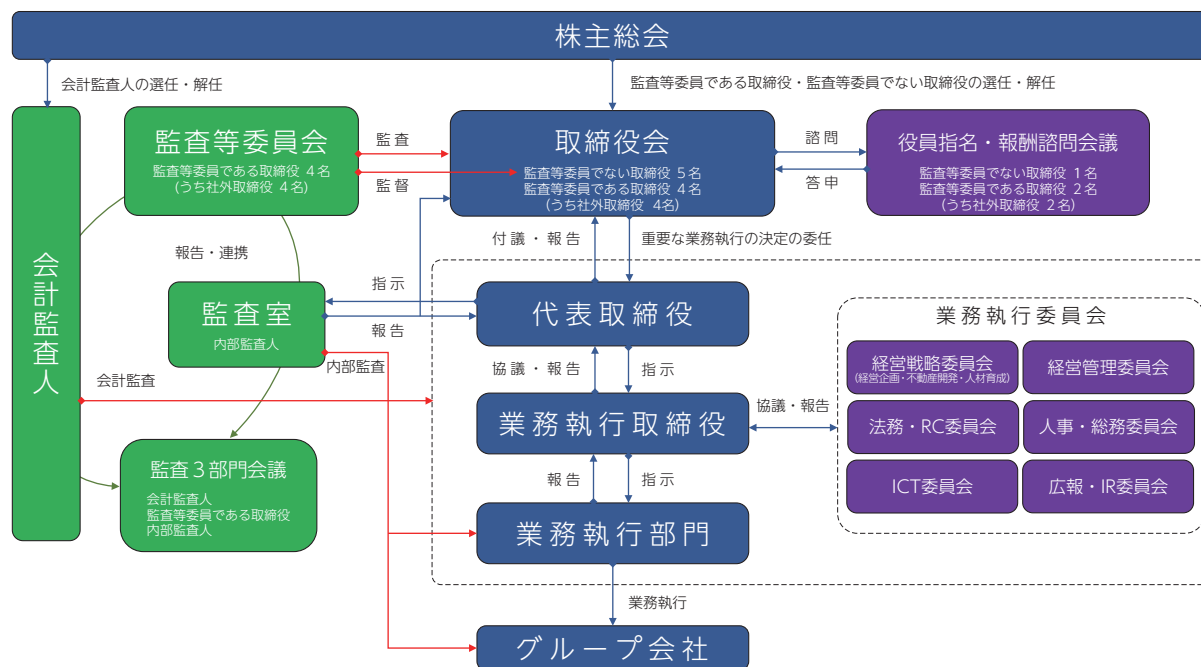 株主総会
会計監査人の選任・解任
監査等委員である取締役・監査等委員でない取締役の選任・解任
会計監査人
監査等委員会
監査等委員である取締役 4名
(うち社外取締役 4名)
監査
監督
取締役会
監査等委員でない取締役 5名
監査等委員である取締役 4名
(うち社外取締役 4名)
諮問
答申
役員指名・報酬諮問会議
監査等委員でない取締役 1名
監査等委員である取締役 2名
(うち社外取締役 2名)
報告・連携
付議・報告
重要な業務執行の決定の委任
監査室
内部監査人
指示
報告
代表取締役
内部監査
会計監査
協議・報告
指示
業務執行取締役
協議・報告
業務執行委員会
経営戦略委員会
(経営企画・不動産開発・人材育成)
経営管理委員会
法務・RC委員会
人事・総務委員会
ICT委員会
広報・IR委員会
監査3部門会議
会計監査人
監査等委員である取締役
内部監査人
報告
指示
業務執行部門
業務執行
グループ会社